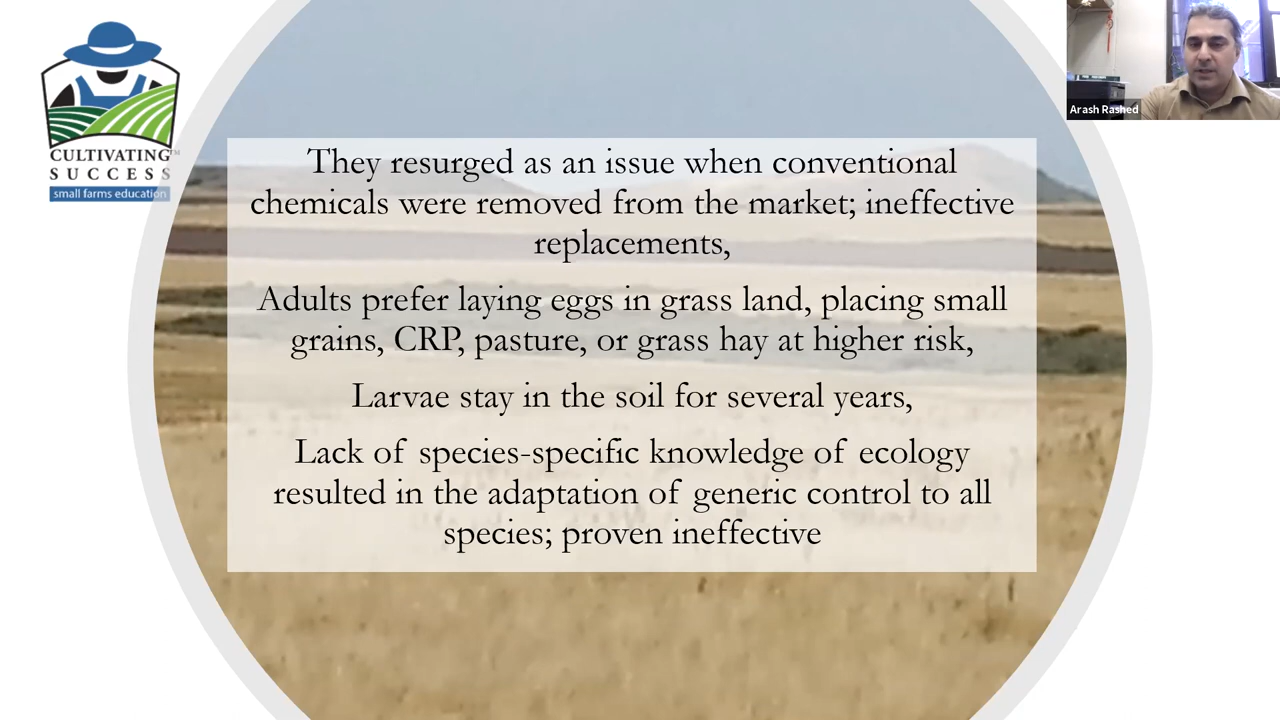 CULTIVATING™
SUCCESS
small farms education
Arash Rashed
They resurged as an issue when conventional
chemicals were removed from the market; ineffective
replacements,
Adults prefer laying eggs in grass land, placing small
grains, CRP, pasture, or grass hay at higher risk,
Larvae stay in the soil for several years,
Lack of species-specific knowledge of ecology
resulted in the adaptation of generic control to all
species; proven ineffective